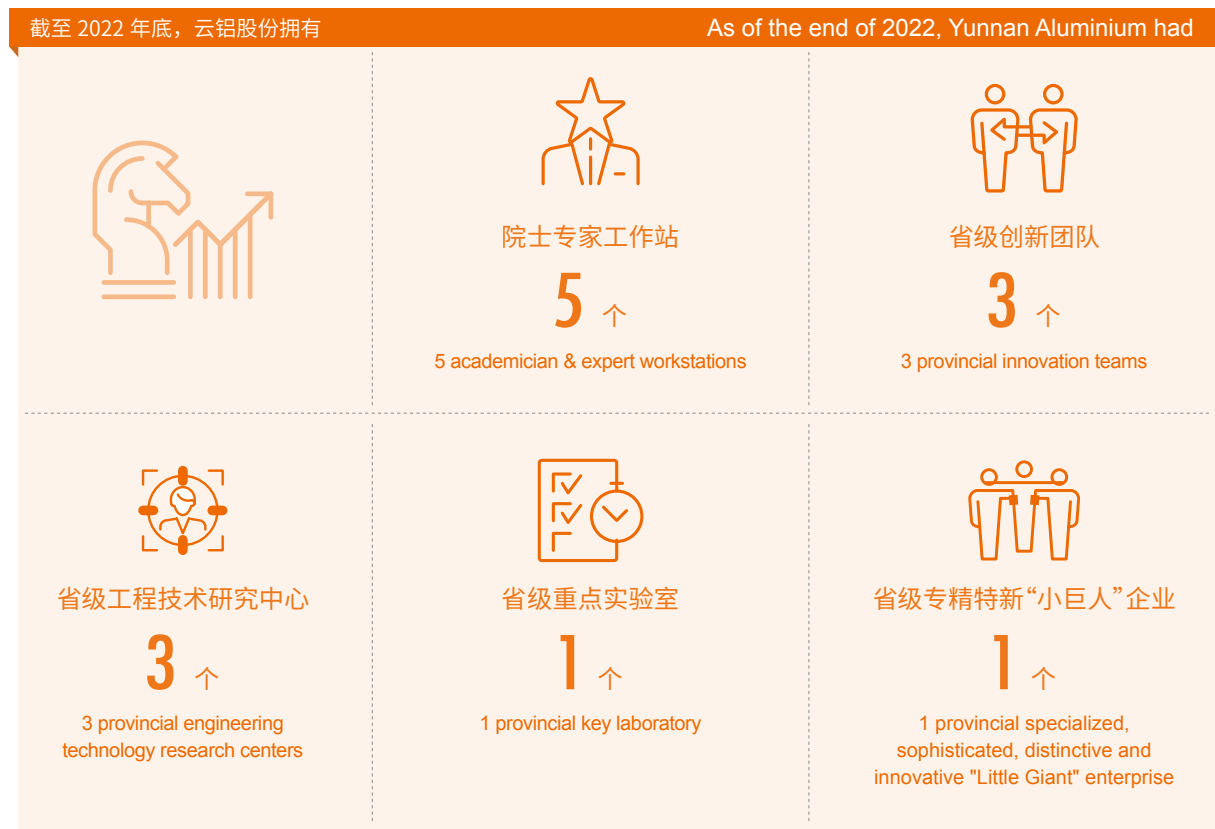 截至 2022 年底，云铝股份拥有
As of the end of 2022, Yunnan Aluminium had
院士专家工作站
5 个
5 academician & expert workstations
省级创新团队
3 个
3 provincial innovation teams
省级工程技术研究中心
3 个
3 provincial engineering
technology research centers
省级重点实验室
1 个
1 provincial key laboratory
省级专精特新“小巨人”企业
1 个
1 provincial specialized,
sophisticated, distinctive and
innovative "Little Giant" enterprise